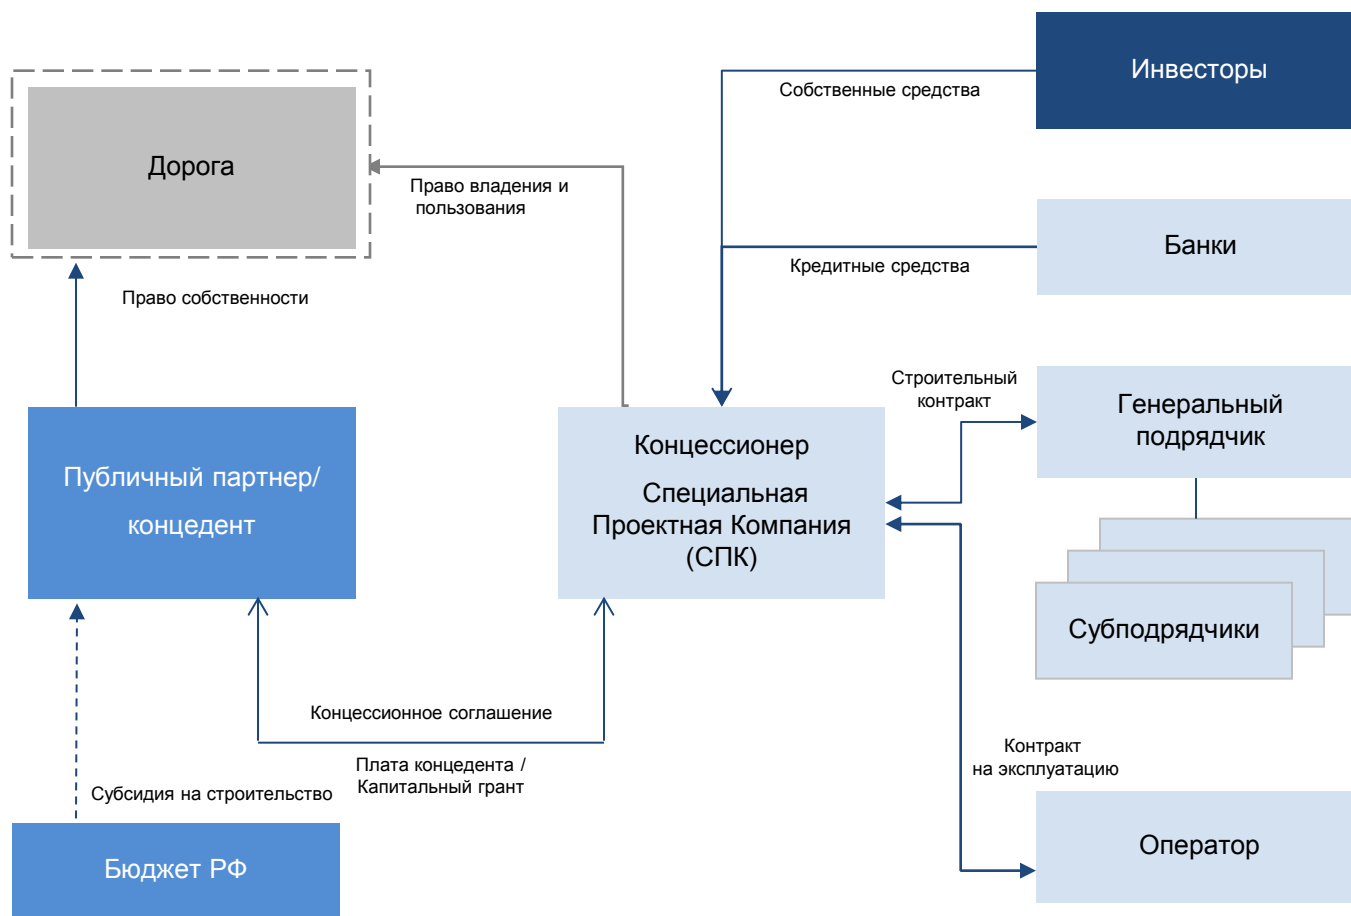 Инвесторы
Собственные средства
Дорога
Право владения и
пользования
Банки
Кредитные средства
Право собственности
Строительный
контракт
Генеральный
подрядчик
Публичный партнер/
концедент
Концессионер
Специальная
Проектная Компания
(СПК)
Субподрядчики
Концессионное соглашение
Плата концедента /
Капитальный грант
Контракт
на эксплуатацию
Субсидия на строительство
Оператор
Бюджет РФ